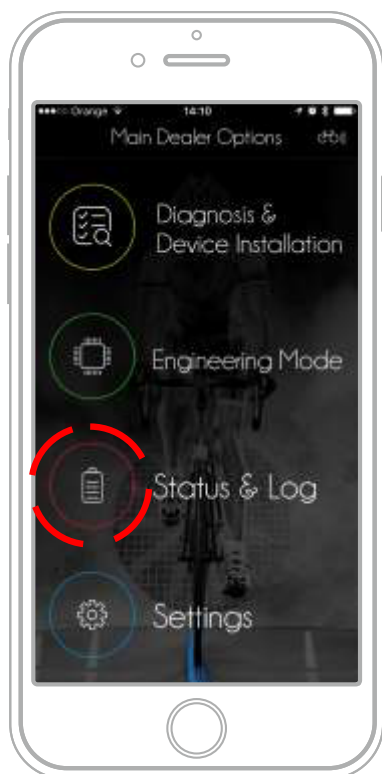 Orange 14:10
Main Dealer Options
Diagnosis &
Device Installation
Engineering Mode
Status & Log
Settings